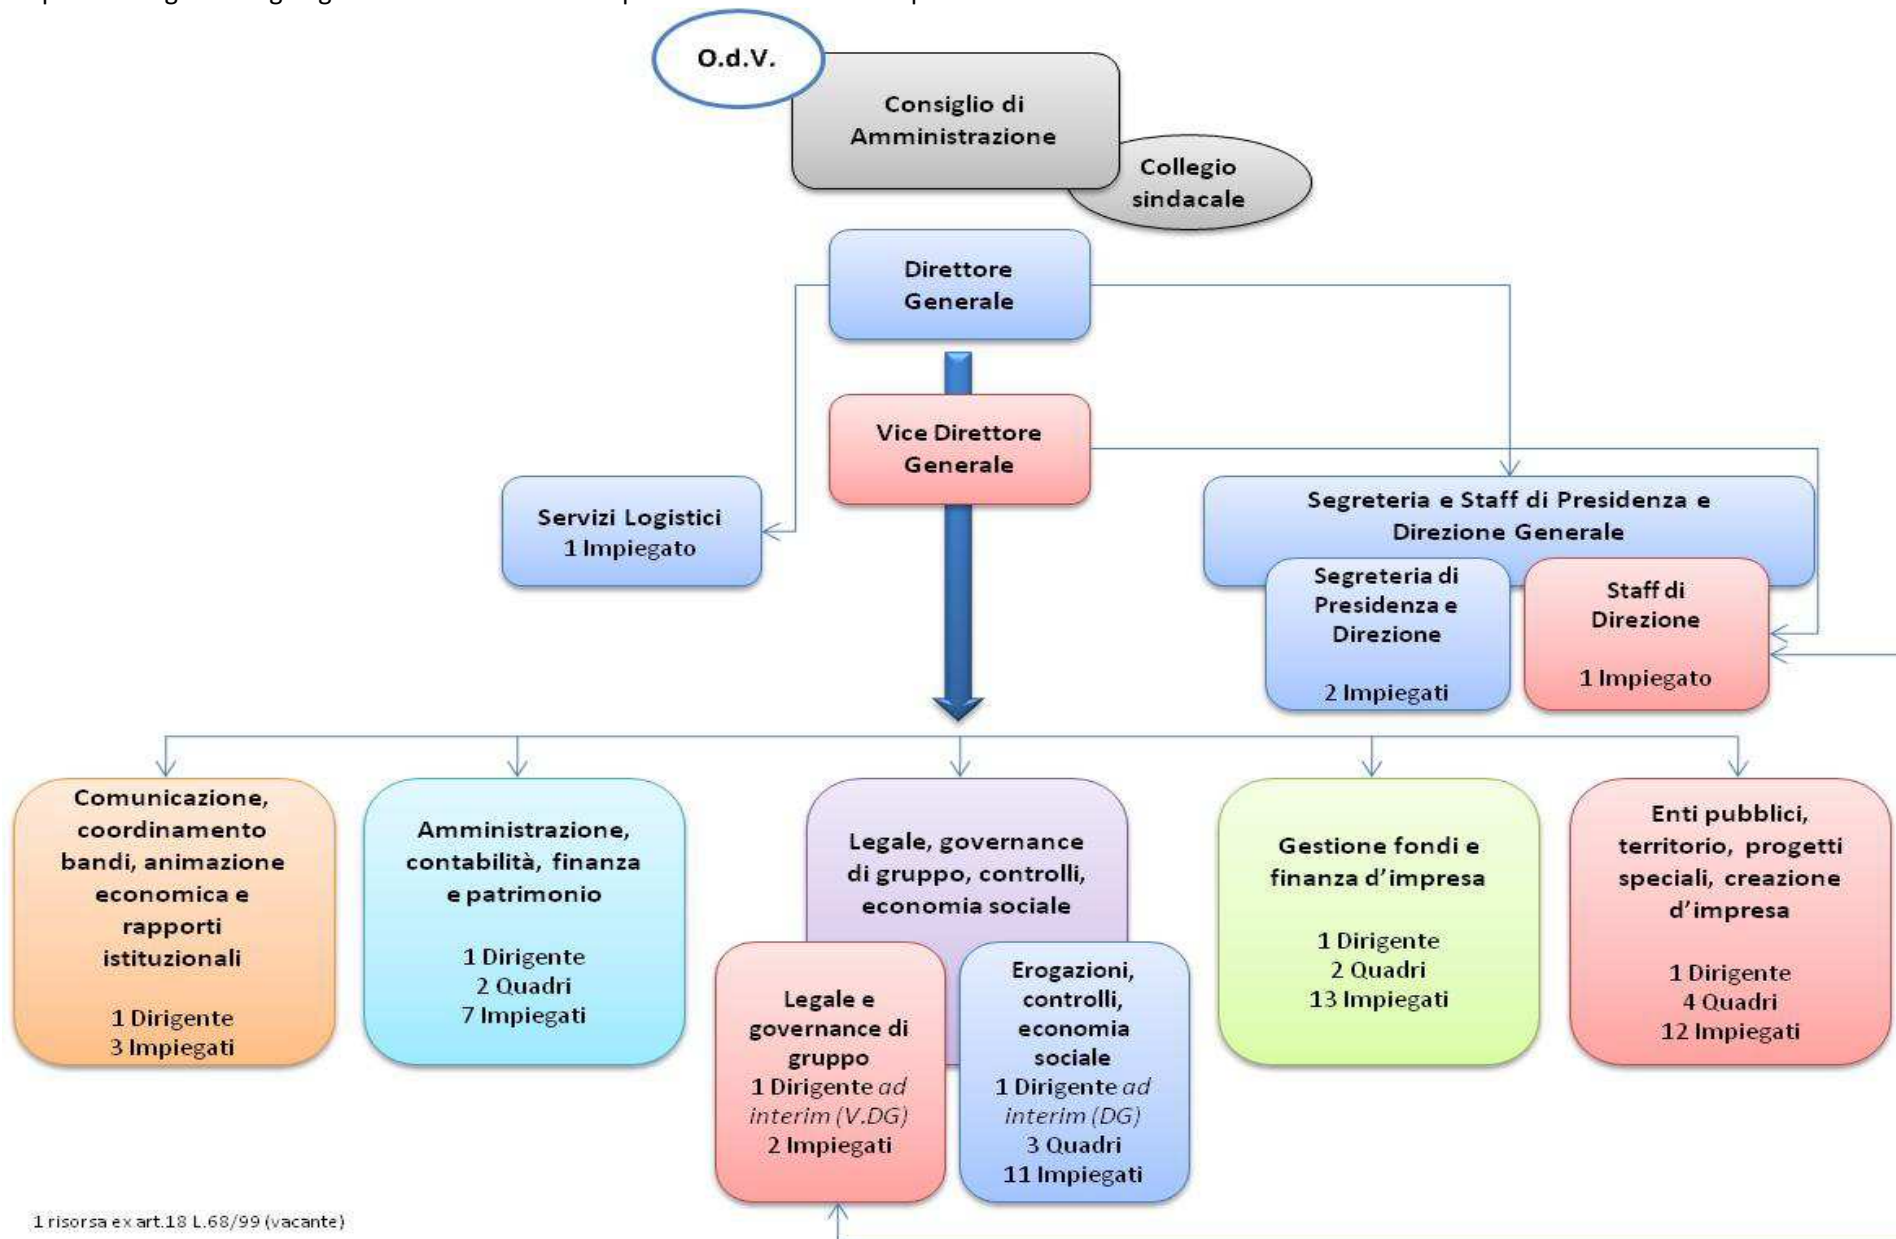 O.d.V.
Consiglio di
Amministrazione
Collegio
sindacale
Direttore
Generale
Vice Direttore
Generale
Servizi Logistici
1 Impiegato
Segreteria e Staff di Presidenza e
Direzione Generale
Segreteria di
Presidenza e
Direzione
2 Impiegati
Staff di
Direzione
1 Impiegato
Comunicazione,
coordinamento
bandi, animazione
economica e
rapporti
istituzionali
1 Dirigente
3 Impiegati
Amministrazione,
contabilità, finanza
e patrimonio
1 Dirigente
2 Quadri
7 Impiegati
Legale, governance
di gruppo, controlli,
economia sociale
Legale e
governance di
gruppo
1 Dirigente ad
interim (V.DG)
2 Impiegati
Erogazioni,
controlli,
economia
sociale
1 Dirigente ad
interim (DG)
3 Quadri
11 Impiegati
Gestione fondi e
finanza d’impresa
1 Dirigente
2 Quadri
13 Impiegati
Enti pubblici,
territorio, progetti
speciali, creazione
d’impresa
1 Dirigente
4 Quadri
12 Impiegati
1 risorsa ex art.18 L.68/99 (vacante)